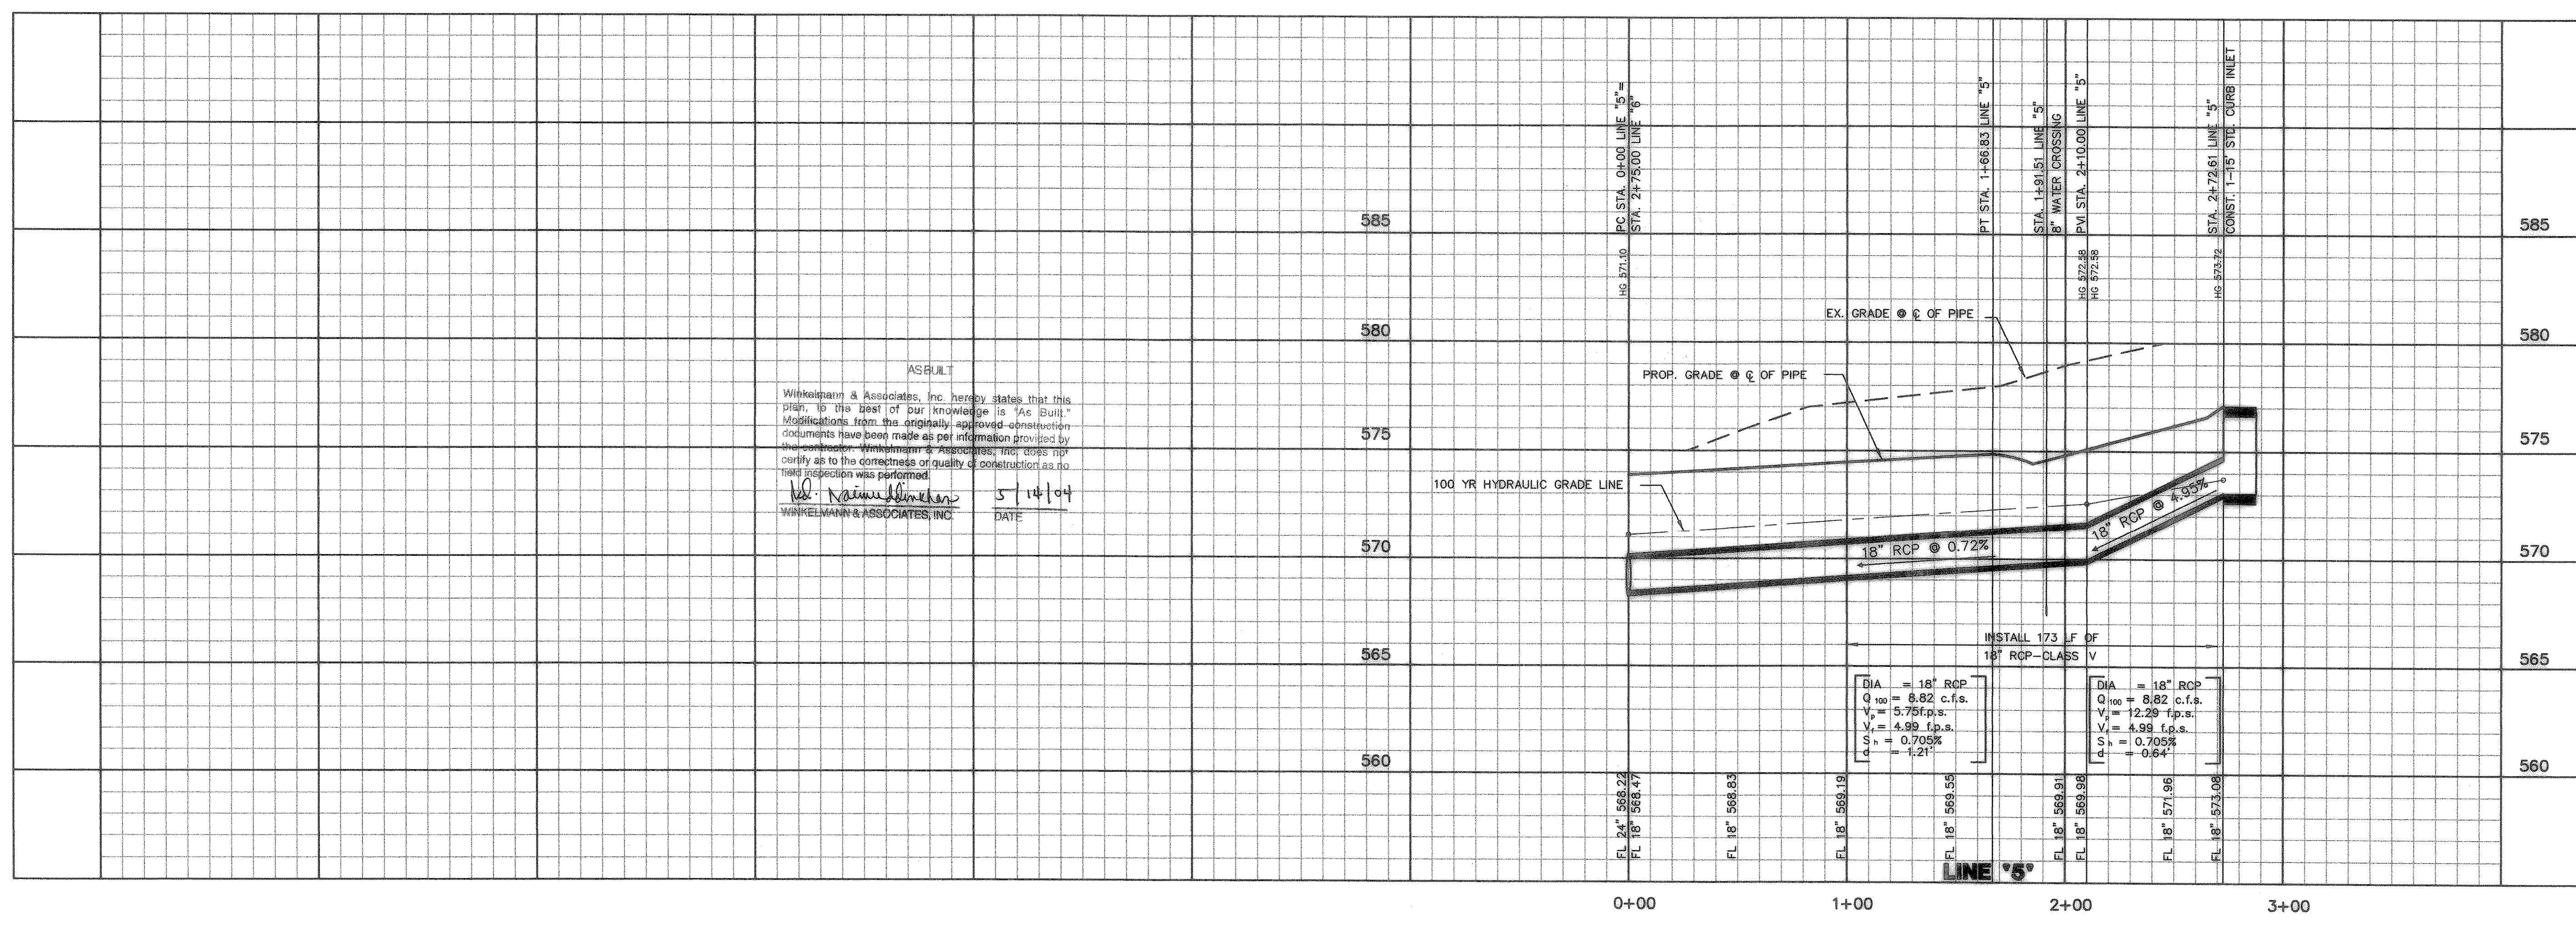 PC STA. 0+00 LINE "5"=
STA. 2+75.00 LINE "6"
PT STA. 1+66.83 LINE "5"
STA. 1+91.51 LINE "5"
8" WATER CROSSING
PVI STA. 2+10.00 LINE "5"
STA. 2+72.61 LINE "5"
CONST. 1-15' STD. CURB INLET
585
585
HG 571.10
HG 572.58
HG 572.58
HG 573.72
EX. GRADE @ ℄ OF PIPE
580
580
ASBUILT
PROP. GRADE @ ℄ OF PIPE
Winkelmann & Associates, Inc. hereby states that this
plan, to the best of our knowledge is "As Built."
Modifications from the originally approved construction
documents have been made as per information provided by
the contractor. Winkelmann & Associates, Inc. does not
certify as to the correctness or quality of construction as no
field inspection was performed.
575
575
5/14/04
WINKELMANN & ASSOCIATES, INC.
DATE
100 YR HYDRAULIC GRADE LINE
18" RCP @ 4.95%
18" RCP @ 0.72%
570
570
INSTALL 173 LF OF
18" RCP-CLASS V
565
565
DIA = 18" RCP
Q100 = 8.82 c.f.s.
Vp = 5.75f.p.s.
Vf = 4.99 f.p.s.
Sh = 0.705%
d = 1.21'
DIA = 18" RCP
Q100 = 8.82 c.f.s.
Vp = 12.29 f.p.s.
Vf = 4.99 f.p.s.
Sh = 0.705%
d = 0.64'
560
560
FL 24" 568.22
FL 18" 568.47
FL 18" 568.83
FL 18" 569.19
FL 18" 569.55
FL 18" 569.91
FL 18" 569.98
FL 18" 571.96
FL 18" 573.08
LINE "5"
0+00
1+00
2+00
3+00